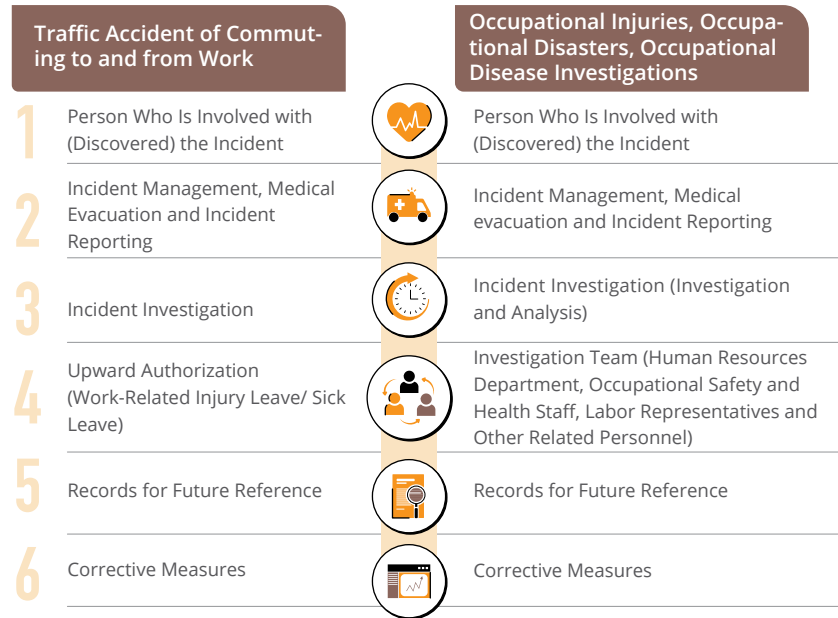 Traffic Accident of Commut-
ing to and from Work
Occupational Injuries, Occupa-
tional Disasters, Occupational
Disease Investigations
1
Person Who Is Involved with
(Discovered) the Incident
Person Who Is Involved with
(Discovered) the Incident
2
Incident Management, Medical
Evacuation and Incident
Reporting
Incident Management, Medical
evacuation and Incident Reporting
3
Incident Investigation
Incident Investigation (Investigation
and Analysis)
4
Upward Authorization
(Work-Related Injury Leave/ Sick
Leave)
Investigation Team (Human Resources
Department, Occupational Safety and
Health Staff, Labor Representatives and
Other Related Personnel)
5
Records for Future Reference
Records for Future Reference
6
Corrective Measures
Corrective Measures